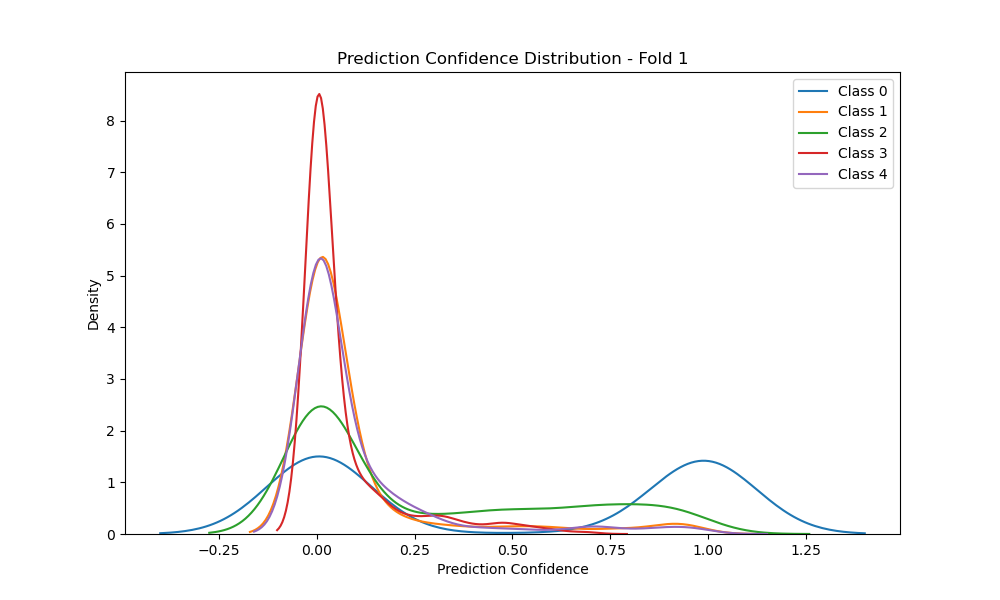 Prediction Confidence Distribution - Fold 1
Class 0
Class 1
Class 2
Class 3
Class 4
8
7
6
5
4
3
2
1
0
Density
−0.25
0.00
0.25
0.50
0.75
1.00
1.25
Prediction Confidence